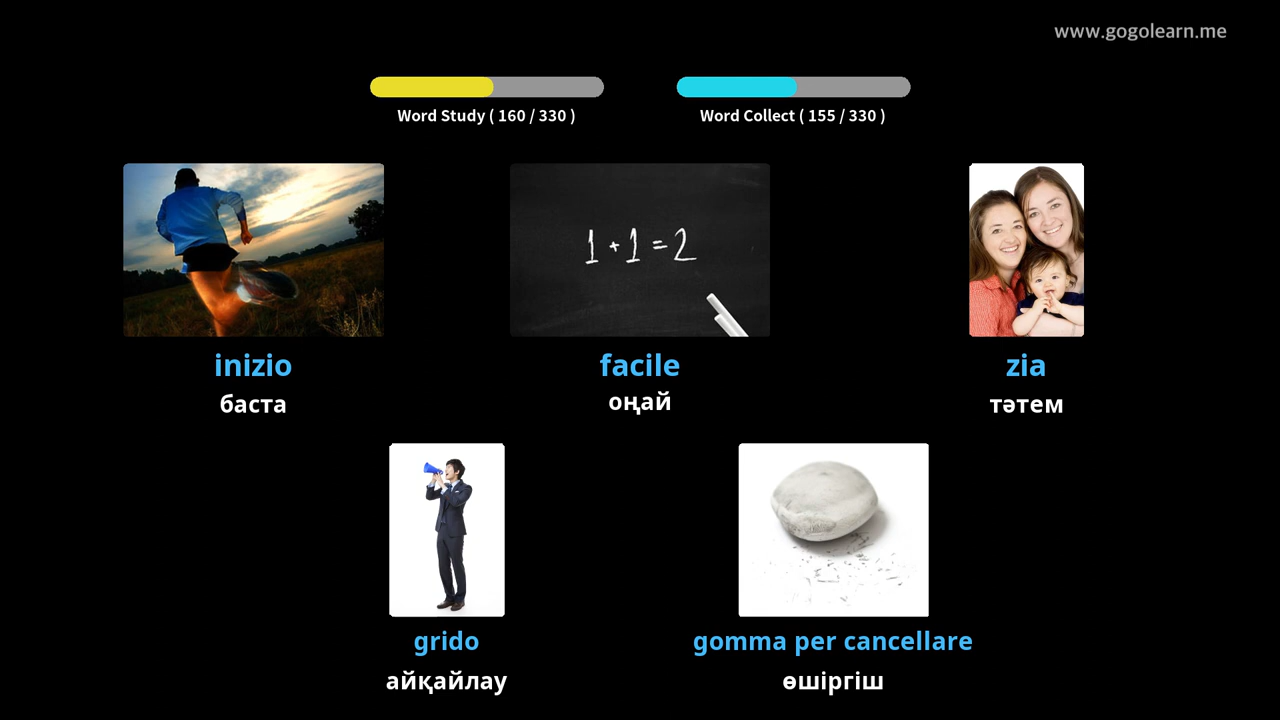 www.gogolearn.me
Word Study ( 160 / 330 )
Word Collect ( 155 / 330 )
1 + 1 = 2
inizio
баста
facile
оңай
zia
тәтем
grido
айқайлау
gomma per cancellare
өшіргіш